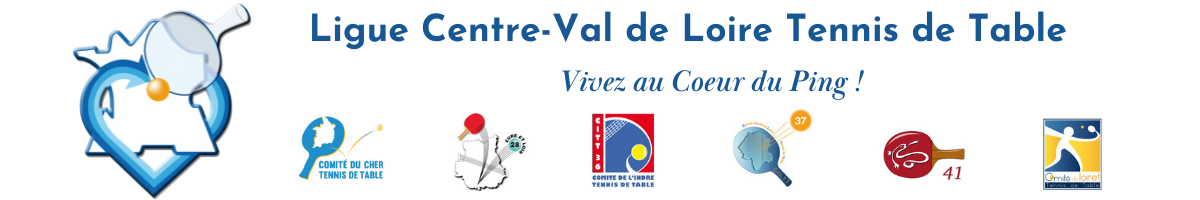 Ligue Centre-Val de Loire Tennis de Table
Vivez au Coeur du Ping !
COMITÉ DU CHER
TENNIS DE TABLE
EURE ET LOIR
28
CITT 36
COMITE DE L'INDRE
TENNIS DE TABLE
37
41
Comité du loiret
Tennis de Table